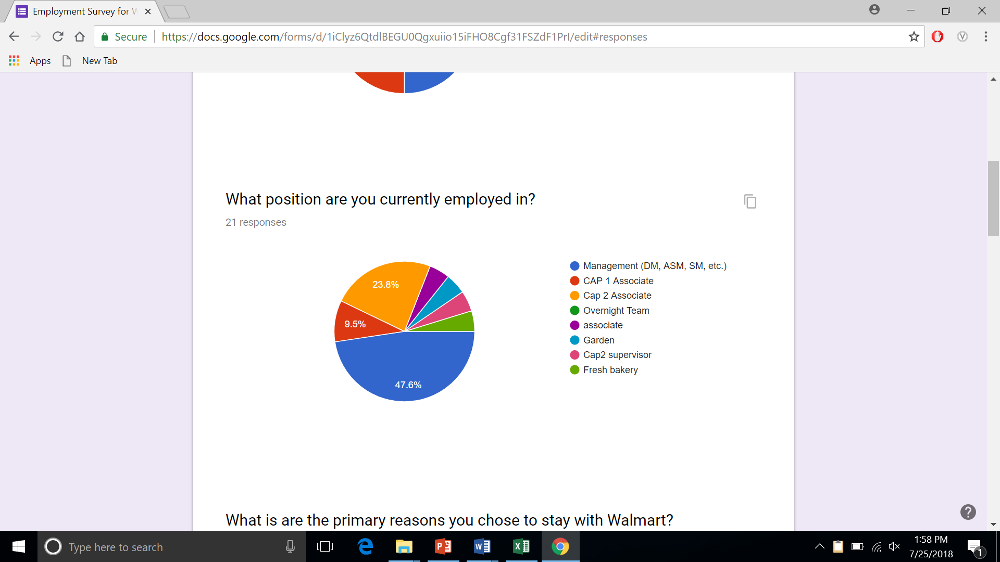 Employment Survey for W
Secure
https://docs.google.com/forms/d/1iClyz6QtdlBEGU0Qgxuiio15iFHO8Cgf31FSZdF1PrI/edit#responses
Apps
New Tab
What position are you currently employed in?
21 responses
23.8%
9.5%
47.6%
Management (DM, ASM, SM, etc.)
CAP 1 Associate
Cap 2 Associate
Overnight Team
associate
Garden
Cap2 supervisor
Fresh bakery
What is are the primary reasons you chose to stay with Walmart?
Type here to search
1:58 PM
7/25/2018
1